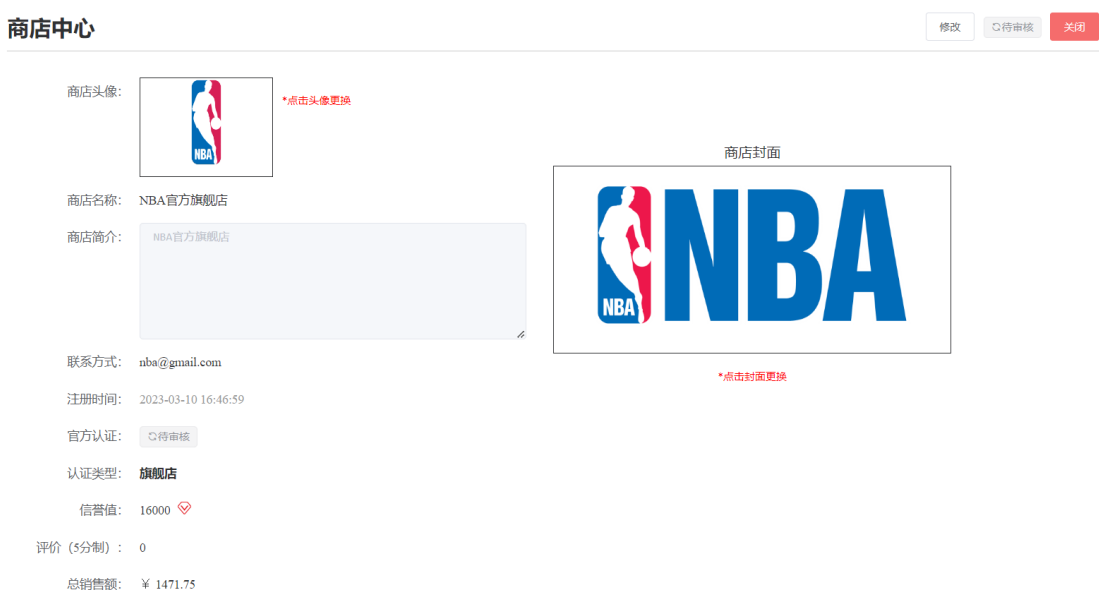 商店中心
修改
待审核
关闭
商店头像：
NBA
*点击头像更换
商店名称： NBA官方旗舰店
商店简介： NBA官方旗舰店
联系方式： nba@gmail.com
注册时间： 2023-03-10 16:46:59
官方认证： 待审核
认证类型： 旗舰店
信誉值： 16000
评价（5分制）： 0
总销售额： ￥ 1471.75
商店封面
NBA
NBA
*点击封面更换